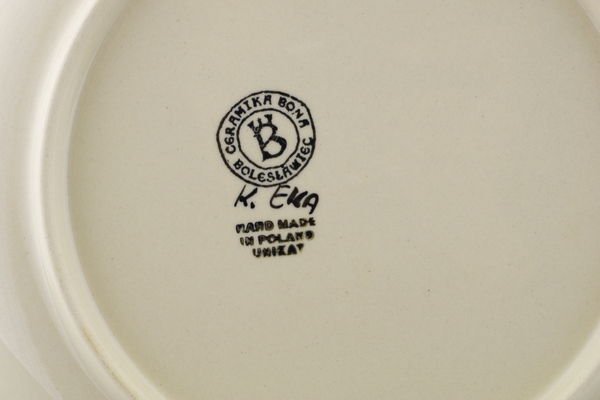 CERAMIKA BONA
B
BOLESŁAWIEC
K. EKA
HAND MADE
IN POLAND
UNIKAT